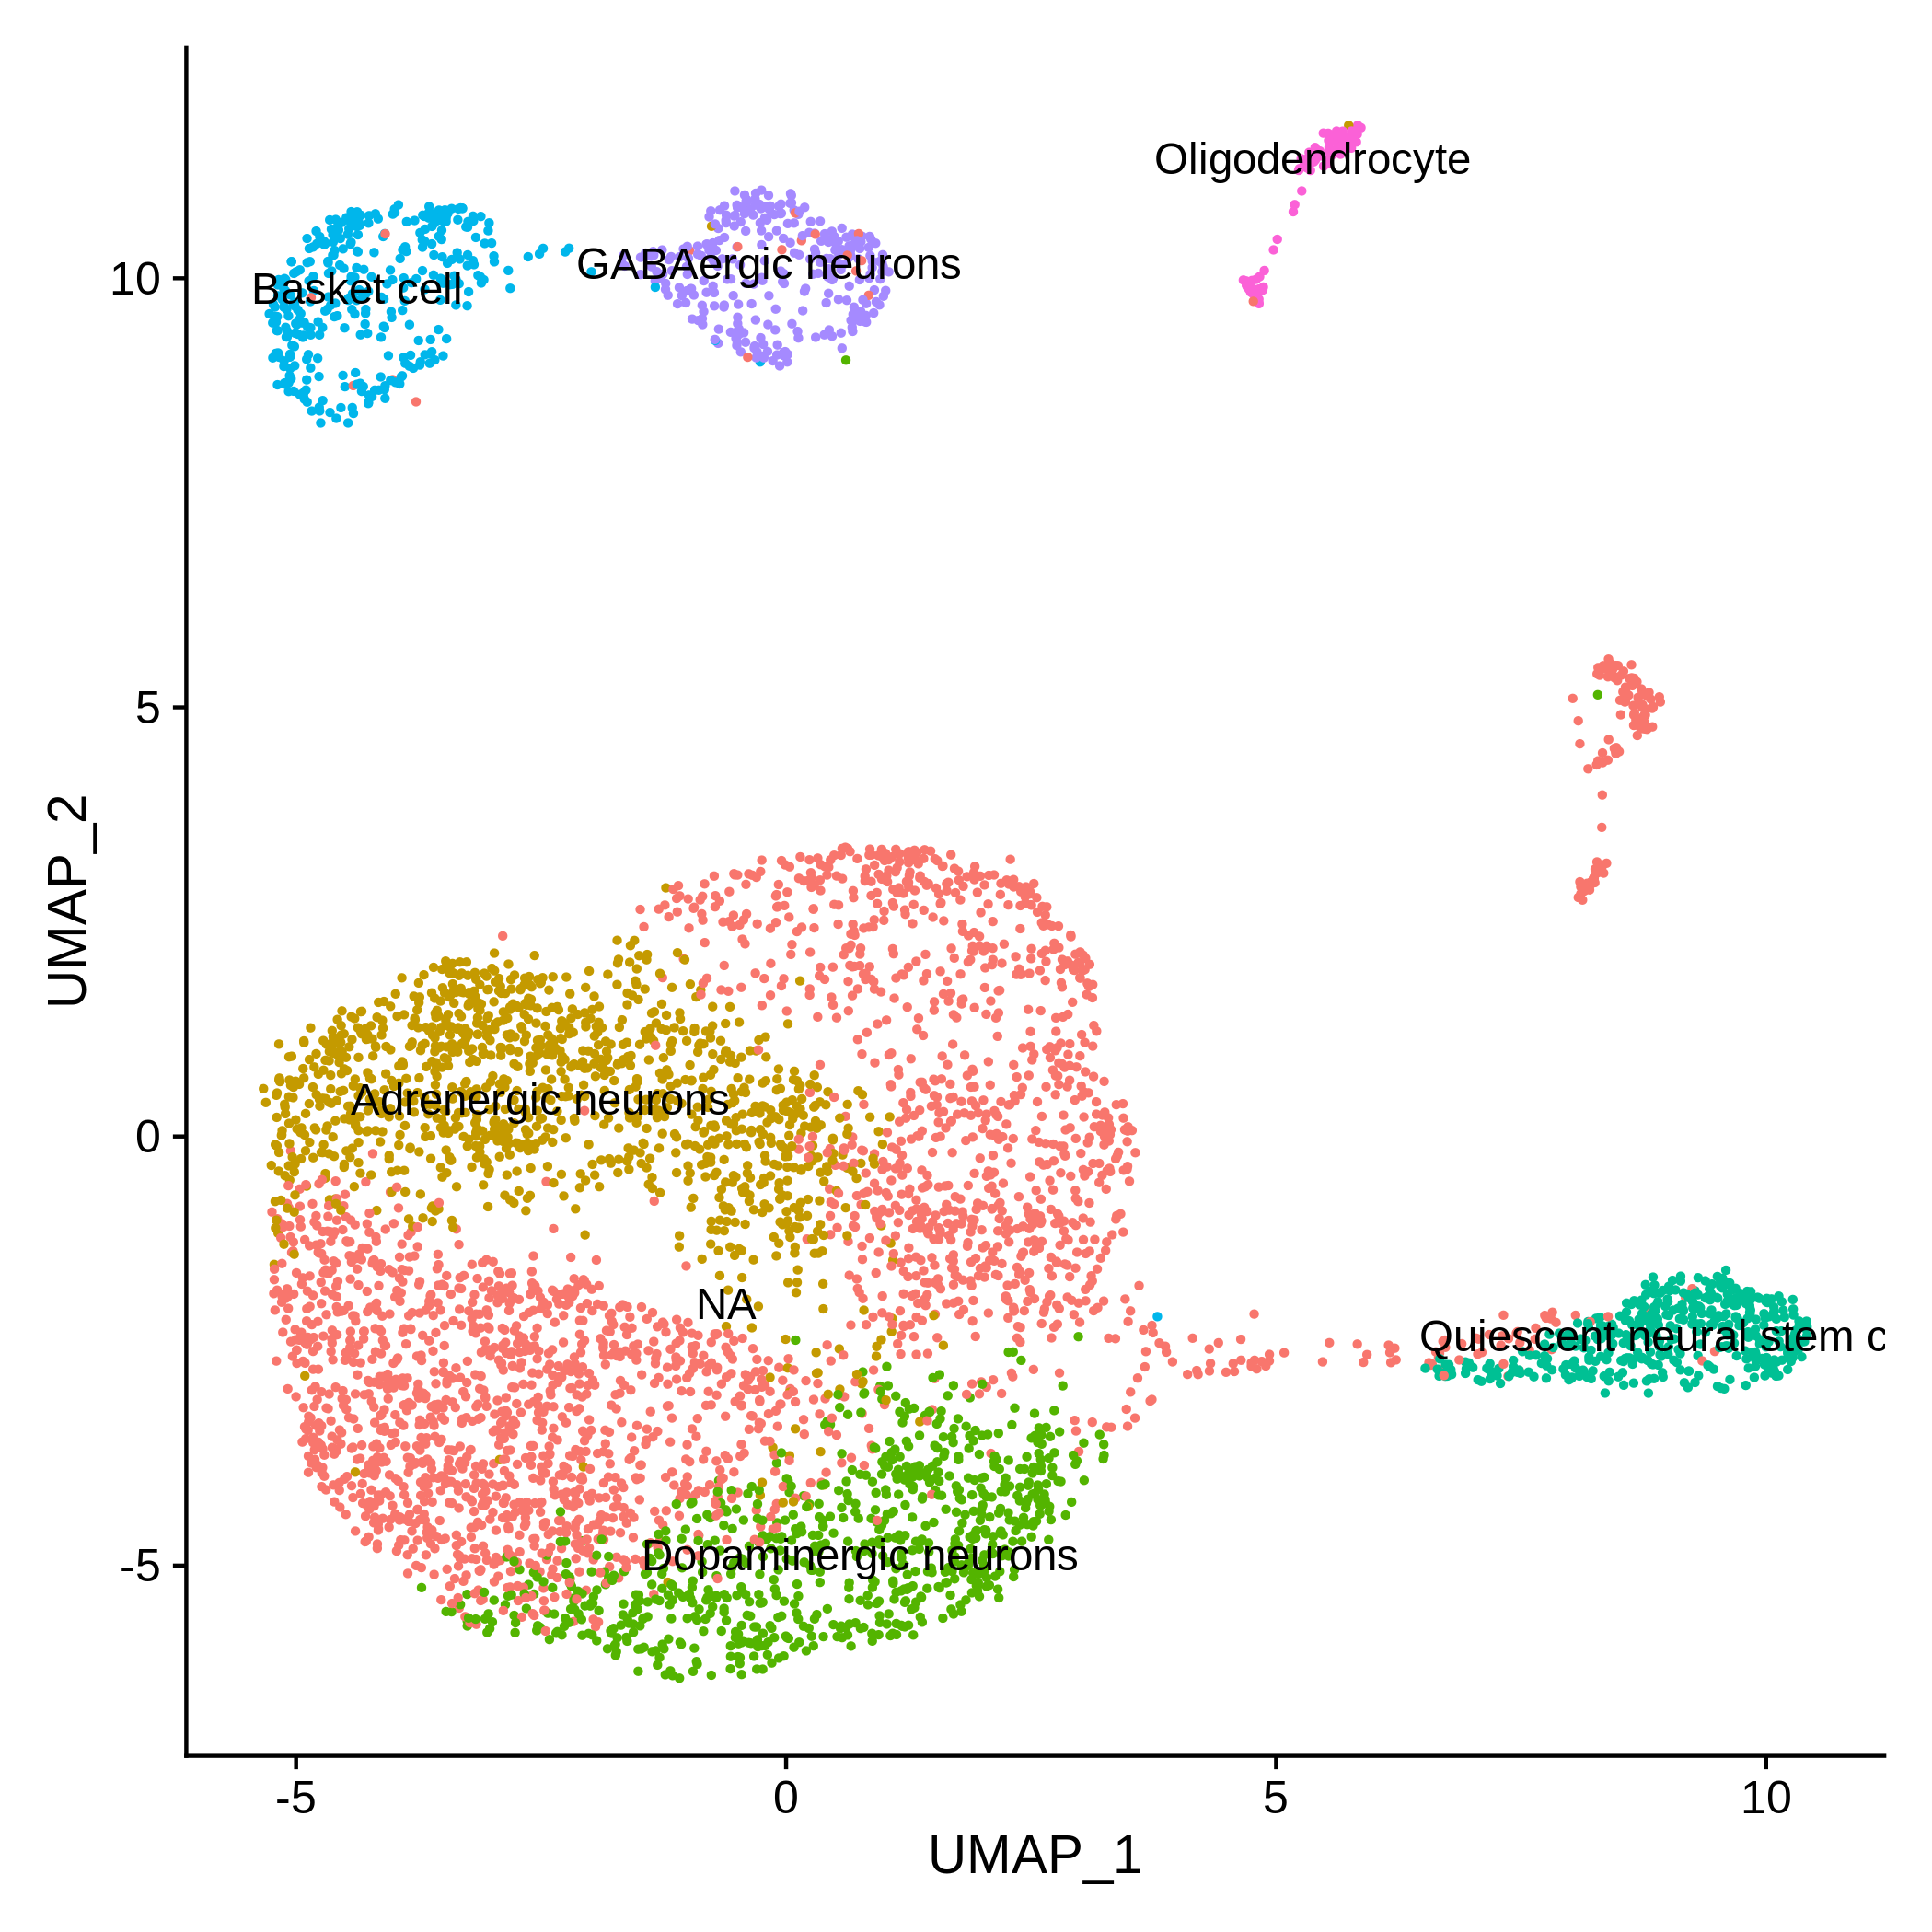 Oligodendrocyte
GABAergic neurons
Basket cell
10
5
0
-5
Adrenergic neurons
NA
Quiescent neural stem c
Dopaminergic neurons
UMAP_2
-5
0
5
10
UMAP_1